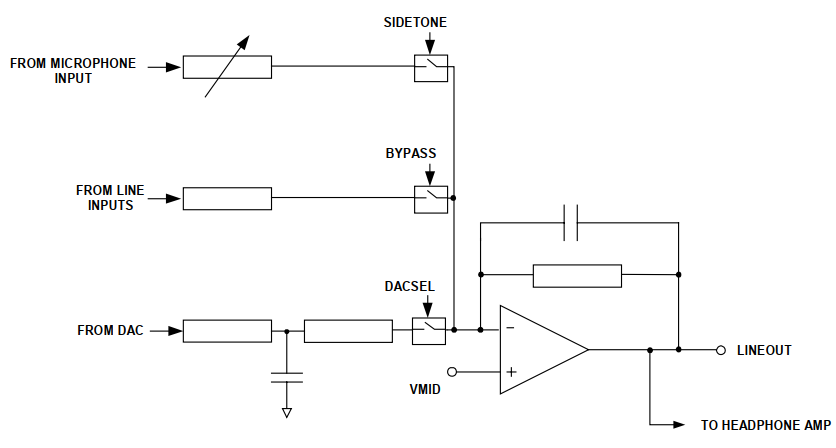 SIDETONE
FROM MICROPHONE
INPUT
BYPASS
FROM LINE
INPUTS
DACSEL
FROM DAC
−
+
VMID
LINEOUT
TO HEADPHONE AMP